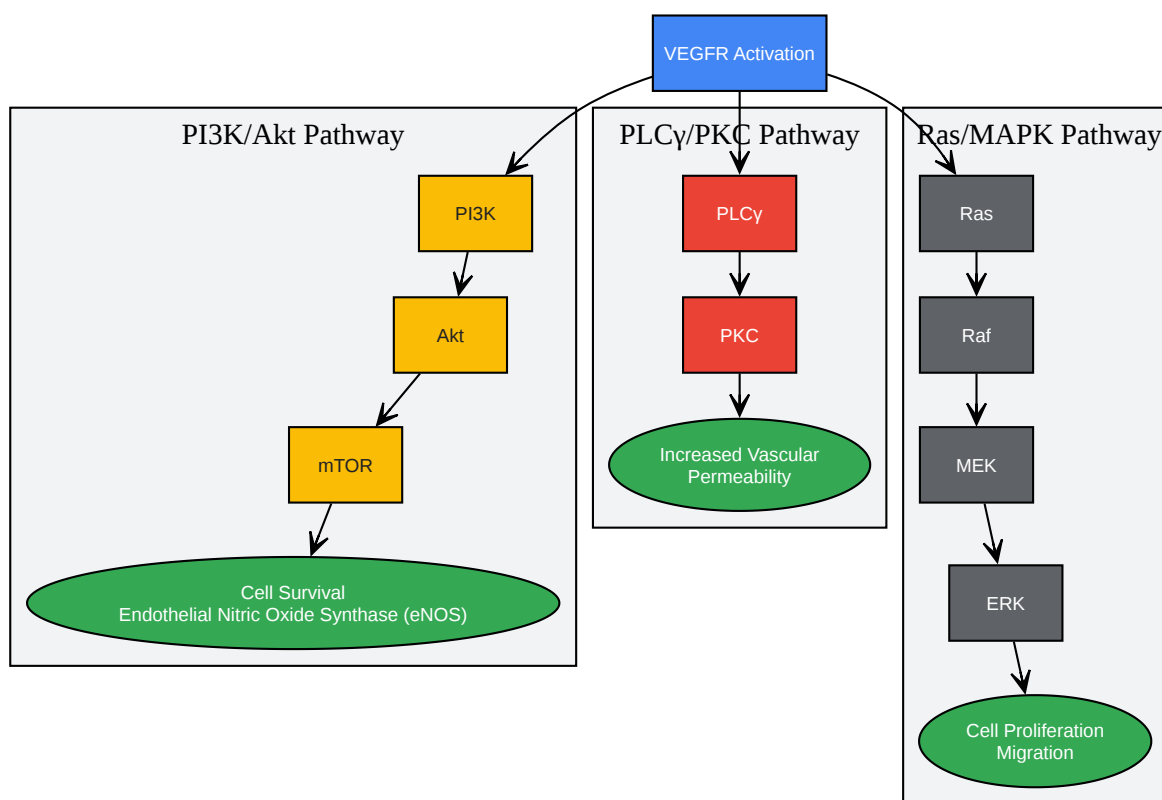 VEGFR Activation
PI3K/Akt Pathway
PI3K
Akt
mTOR
Cell Survival
Endothelial Nitric Oxide Synthase (eNOS)
PLCγ/PKC Pathway
PLCγ
PKC
Increased Vascular
Permeability
Ras/MAPK Pathway
Ras
Raf
MEK
ERK
Cell Proliferation
Migration